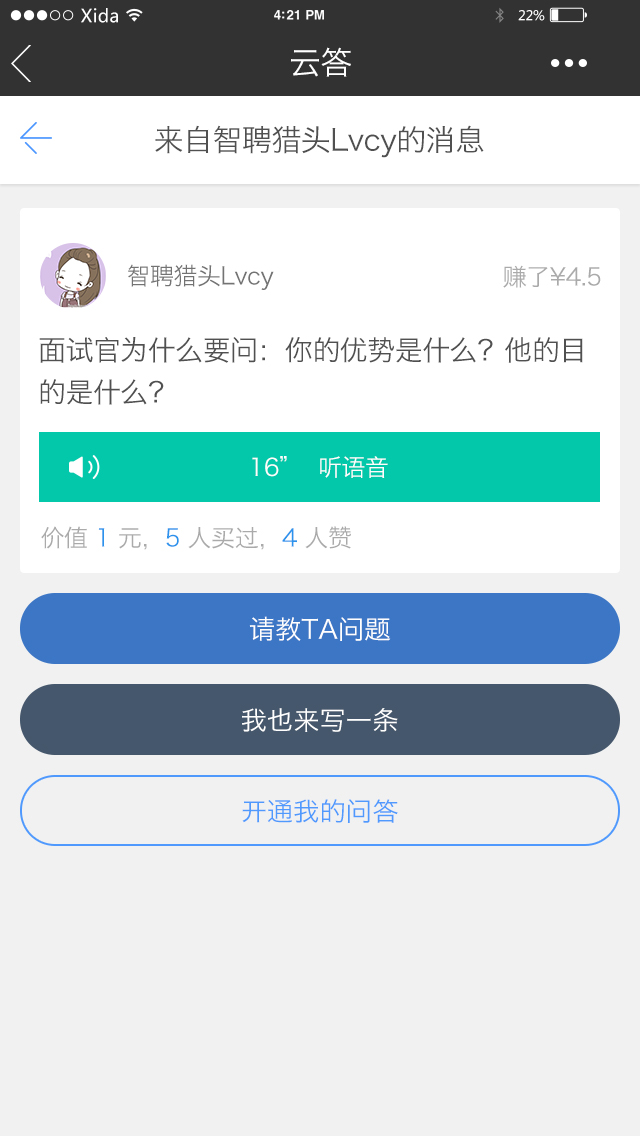 Xida 4:21 PM 22%
云答
来自智聘猎头Lvcy的消息
智聘猎头Lvcy 赚了¥4.5
面试官为什么要问：你的优势是什么？他的目
的是什么？
16” 听语音
价值 1 元，5 人买过，4 人赞
请教TA问题
我也来写一条
开通我的问答